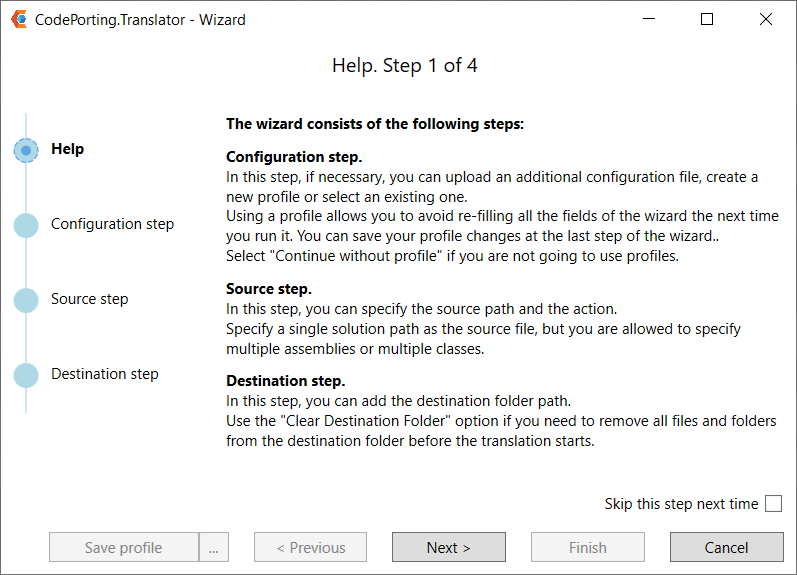 CodePorting.Translator - Wizard
Help. Step 1 of 4
Help
Configuration step
Source step
Destination step
The wizard consists of the following steps:
Configuration step.
In this step, if necessary, you can upload an additional configuration file, create a
new profile or select an existing one.
Using a profile allows you to avoid re-filling all the fields of the wizard the next time
you run it. You can save your profile changes at the last step of the wizard..
Select "Continue without profile" if you are not going to use profiles.
Source step.
In this step, you can specify the source path and the action.
Specify a single solution path as the source file, but you are allowed to specify
multiple assemblies or multiple classes.
Destination step.
In this step, you can add the destination folder path.
Use the "Clear Destination Folder" option if you need to remove all files and folders
from the destination folder before the translation starts.
Skip this step next time
Save profile ... < Previous Next > Finish Cancel